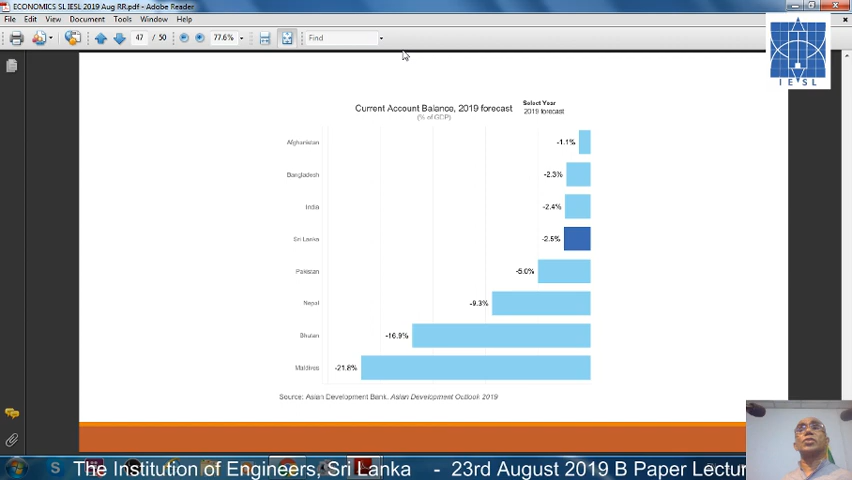 ECONOMICS SL IESL 2019 Aug RR.pdf - Adobe Reader
File Edit View Document Tools Window Help
47 / 50 77.6% Find
IESL
Current Account Balance, 2019 forecast
(% of GDP)
Select Year
2019 forecast
Afghanistan -1.1%
Bangladesh -2.3%
India -2.4%
Sri Lanka -2.5%
Pakistan -5.0%
Nepal -9.3%
Bhutan -16.9%
Maldives -21.8%
Source: Asian Development Bank. Asian Development Outlook 2019
The Institution of Engineers, Sri Lanka - 23rd August 2019 B Paper Lectur